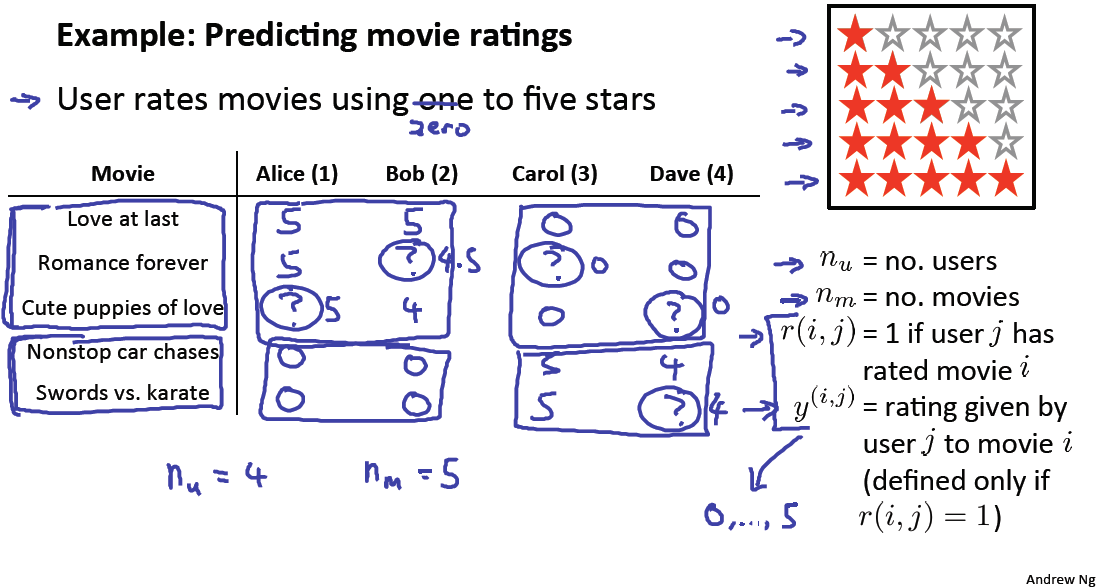 Example: Predicting movie ratings
User rates movies using one to five stars
zero
Movie Alice (1) Bob (2) Carol (3) Dave (4)
Love at last 5 5 0 0
Romance forever 5 ? 4.5 ? 0 0
Cute puppies of love ? 5 4 0 ? 0
Nonstop car chases 0 0 5 4
Swords vs. karate 0 0 5 ? 4
n_u = 4 n_m = 5
n_u = no. users
n_m = no. movies
r(i, j) = 1 if user j has
rated movie i
y^(i,j) = rating given by
user j to movie i
(defined only if
r(i, j) = 1)
0,...,5
Andrew Ng